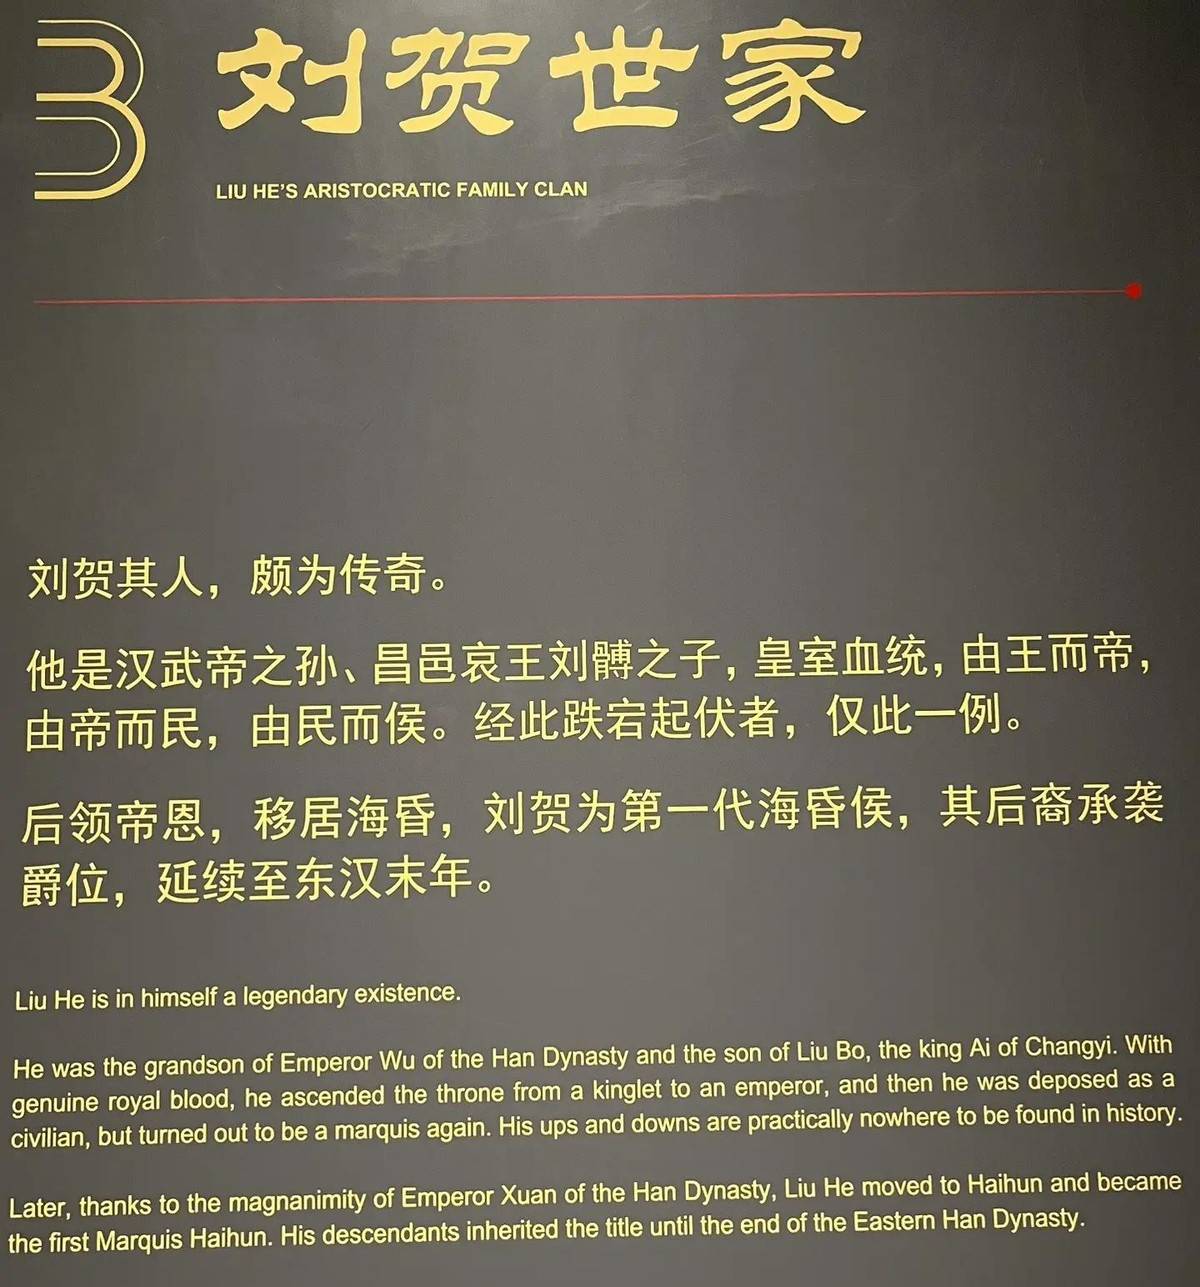 3
刘贺世家
LIU HE'S ARISTOCRATIC FAMILY CLAN
刘贺其人，颇为传奇。
他是汉武帝之孙、昌邑哀王刘髆之子，皇室血统，由王而帝，
由帝而民，由民而侯。经此跌宕起伏者，仅此一例。
后领帝恩，移居海昏，刘贺为第一代海昏侯，其后裔承袭
爵位，延续至东汉末年。
Liu He is in himself a legendary existence.
He was the grandson of Emperor Wu of the Han Dynasty and the son of Liu Bo, the king Ai of Changyi. With
genuine royal blood, he ascended the throne from a kinglet to an emperor, and then he was deposed as a
civilian, but turned out to be a marquis again. His ups and downs are practically nowhere to be found in history.
Later, thanks to the magnanimity of Emperor Xuan of the Han Dynasty, Liu He moved to Haihun and became
the first Marquis Haihun. His descendants inherited the title until the end of the Eastern Han Dynasty.